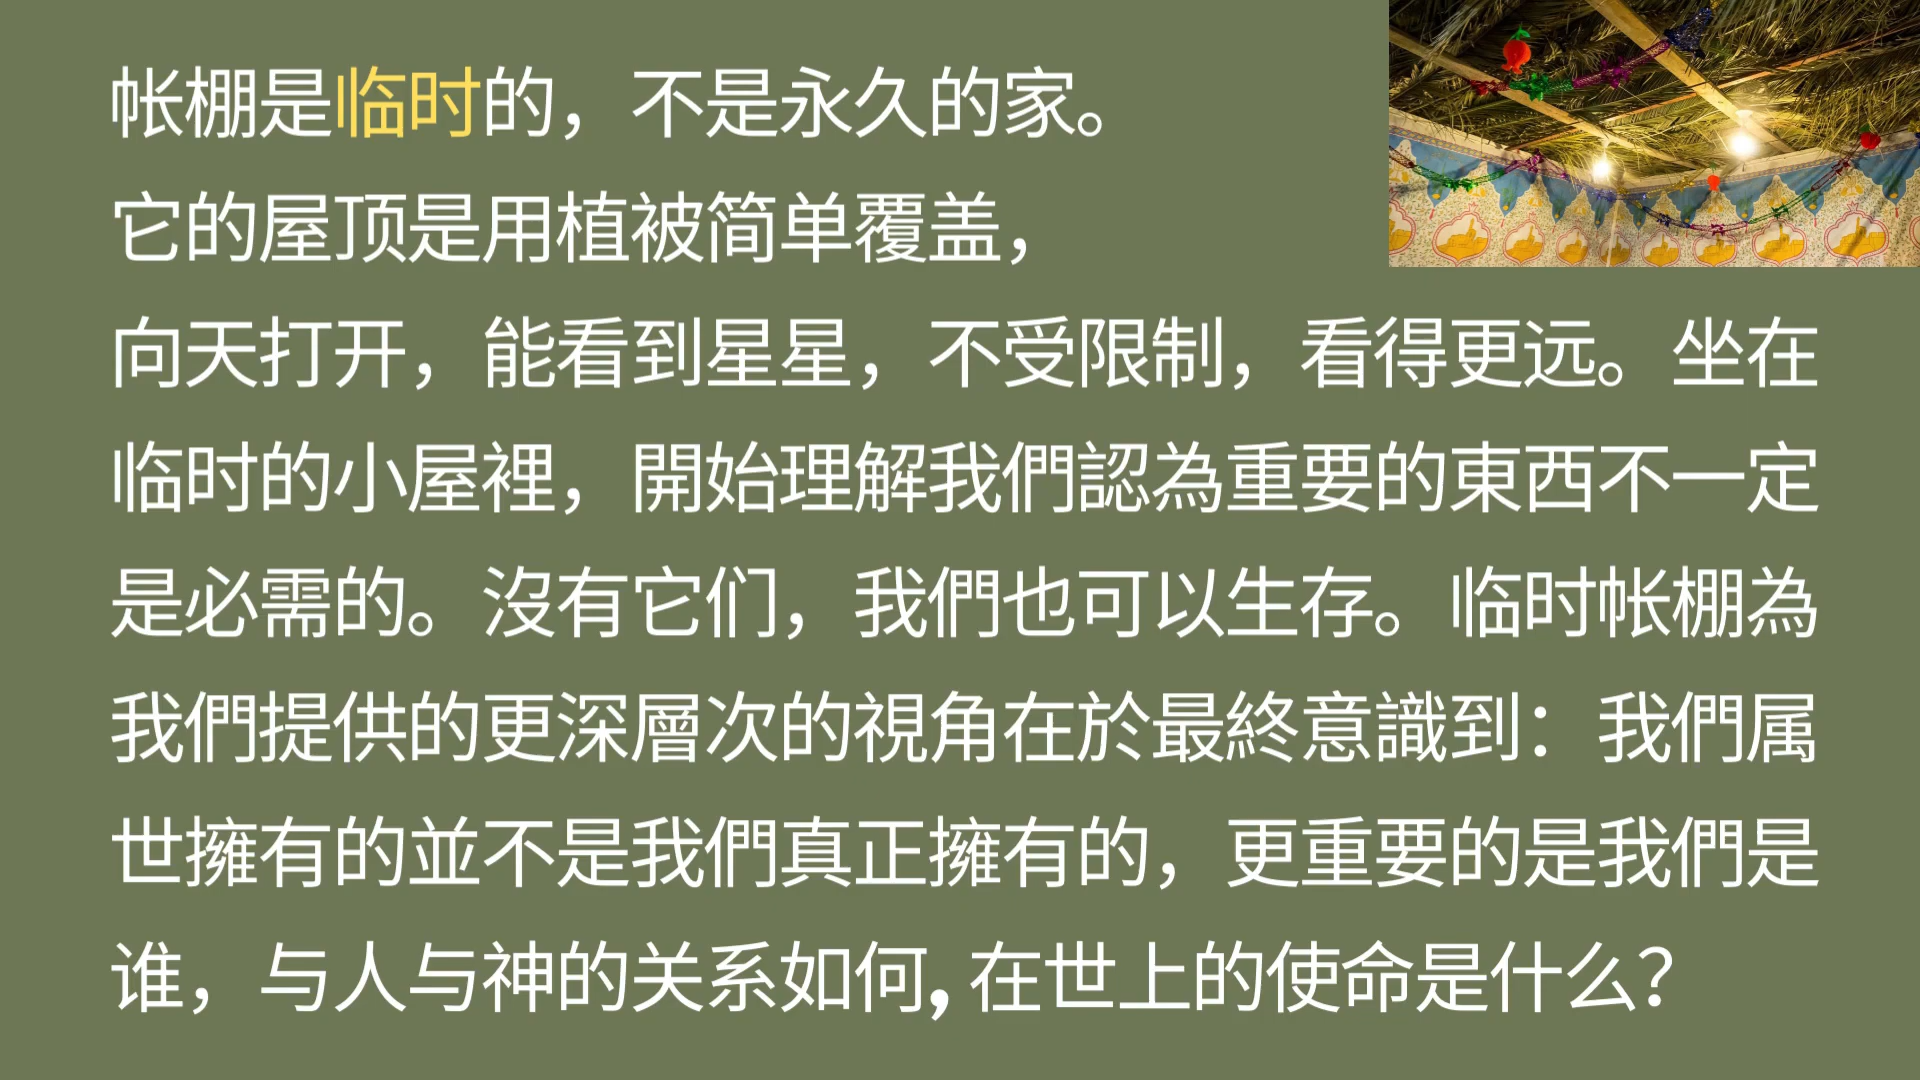 帐棚是临时的，不是永久的家。
它的屋顶是用植被简单覆盖，
向天打开，能看到星星，不受限制，看得更远。坐在
临时的小屋裡，開始理解我們認為重要的東西不一定
是必需的。沒有它们，我們也可以生存。临时帐棚為
我們提供的更深層次的視角在於最終意識到：我們属
世擁有的並不是我們真正擁有的，更重要的是我們是
谁，与人与神的关系如何,在世上的使命是什么？